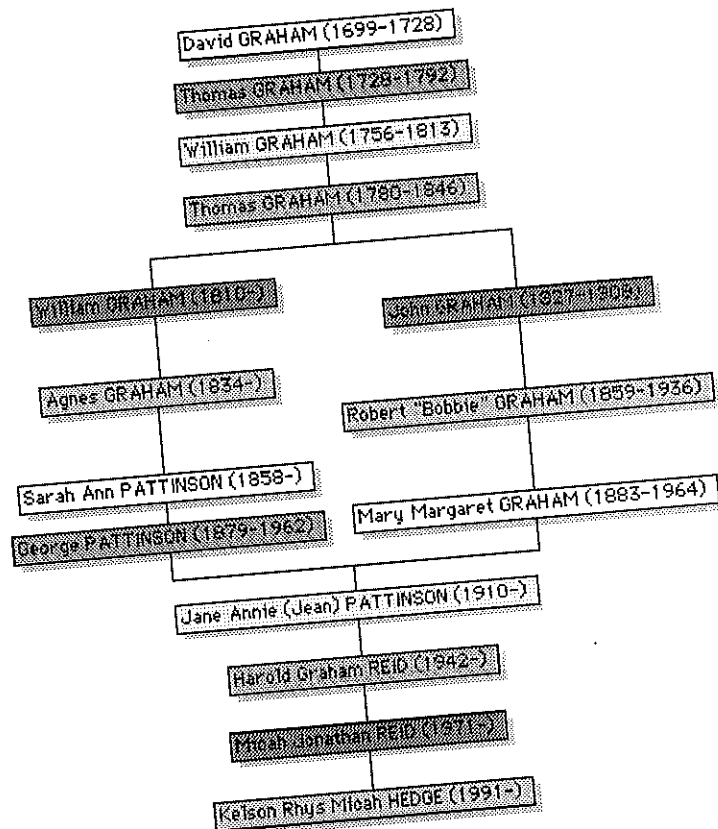 David GRAHAM (1699-1728)
Thomas GRAHAM (1728-1792)
William GRAHAM (1756-1813)
Thomas GRAHAM (1780-1846)
William GRAHAM (1810-)
John GRAHAM (1827-1908)
Agnes GRAHAM (1834-)
Robert "Bobbie" GRAHAM (1859-1936)
Sarah Ann PATTINSON (1858-)
Mary Margaret GRAHAM (1883-1964)
George PATTINSON (1879-1962)
Jane Annie (Jean) PATTINSON (1910-)
Harold Graham REID (1942-)
Micah Jonathan REID (1971-)
Kelson Rhys Micah HEDGE (1991-)